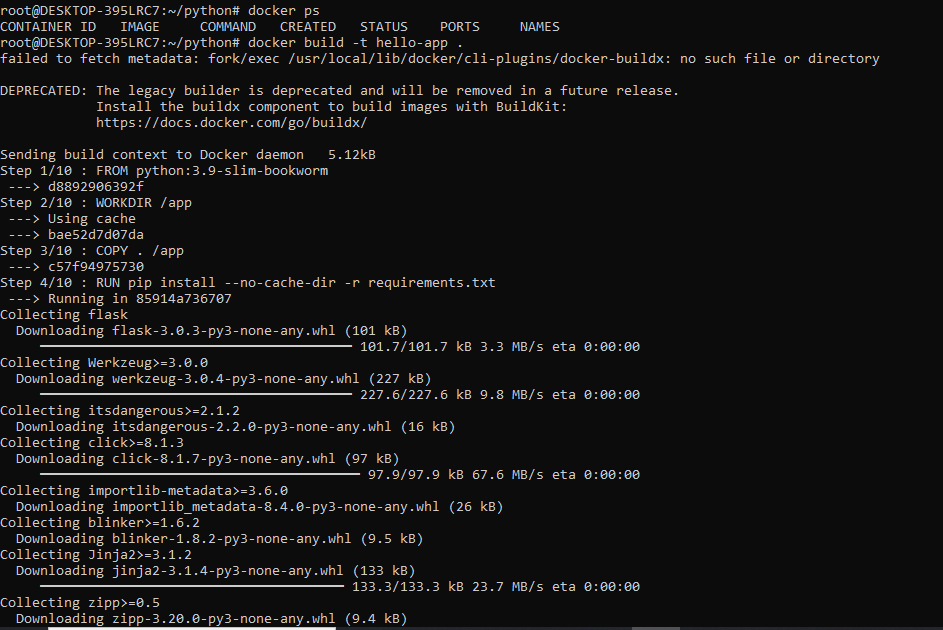 root@DESKTOP-395LRC7:~/python# docker ps
CONTAINER ID   IMAGE     COMMAND   CREATED   STATUS    PORTS     NAMES
root@DESKTOP-395LRC7:~/python# docker build -t hello-app .
failed to fetch metadata: fork/exec /usr/local/lib/docker/cli-plugins/docker-buildx: no such file or directory
DEPRECATED: The legacy builder is deprecated and will be removed in a future release.
            Install the buildx component to build images with BuildKit:
            https://docs.docker.com/go/buildx/
Sending build context to Docker daemon   5.12kB
Step 1/10 : FROM python:3.9-slim-bookworm
 ---> d8892906392f
Step 2/10 : WORKDIR /app
 ---> Using cache
 ---> bae52d7d07da
Step 3/10 : COPY . /app
 ---> c57f94975730
Step 4/10 : RUN pip install --no-cache-dir -r requirements.txt
 ---> Running in 85914a736707
Collecting flask
  Downloading flask-3.0.3-py3-none-any.whl (101 kB)
101.7/101.7 kB 3.3 MB/s eta 0:00:00
Collecting Werkzeug>=3.0.0
  Downloading werkzeug-3.0.4-py3-none-any.whl (227 kB)
227.6/227.6 kB 9.8 MB/s eta 0:00:00
Collecting itsdangerous>=2.1.2
  Downloading itsdangerous-2.2.0-py3-none-any.whl (16 kB)
Collecting click>=8.1.3
  Downloading click-8.1.7-py3-none-any.whl (97 kB)
97.9/97.9 kB 67.6 MB/s eta 0:00:00
Collecting importlib-metadata>=3.6.0
  Downloading importlib_metadata-8.4.0-py3-none-any.whl (26 kB)
Collecting blinker>=1.6.2
  Downloading blinker-1.8.2-py3-none-any.whl (9.5 kB)
Collecting Jinja2>=3.1.2
  Downloading jinja2-3.1.4-py3-none-any.whl (133 kB)
133.3/133.3 kB 23.7 MB/s eta 0:00:00
Collecting zipp>=0.5
  Downloading zipp-3.20.0-py3-none-any.whl (9.4 kB)